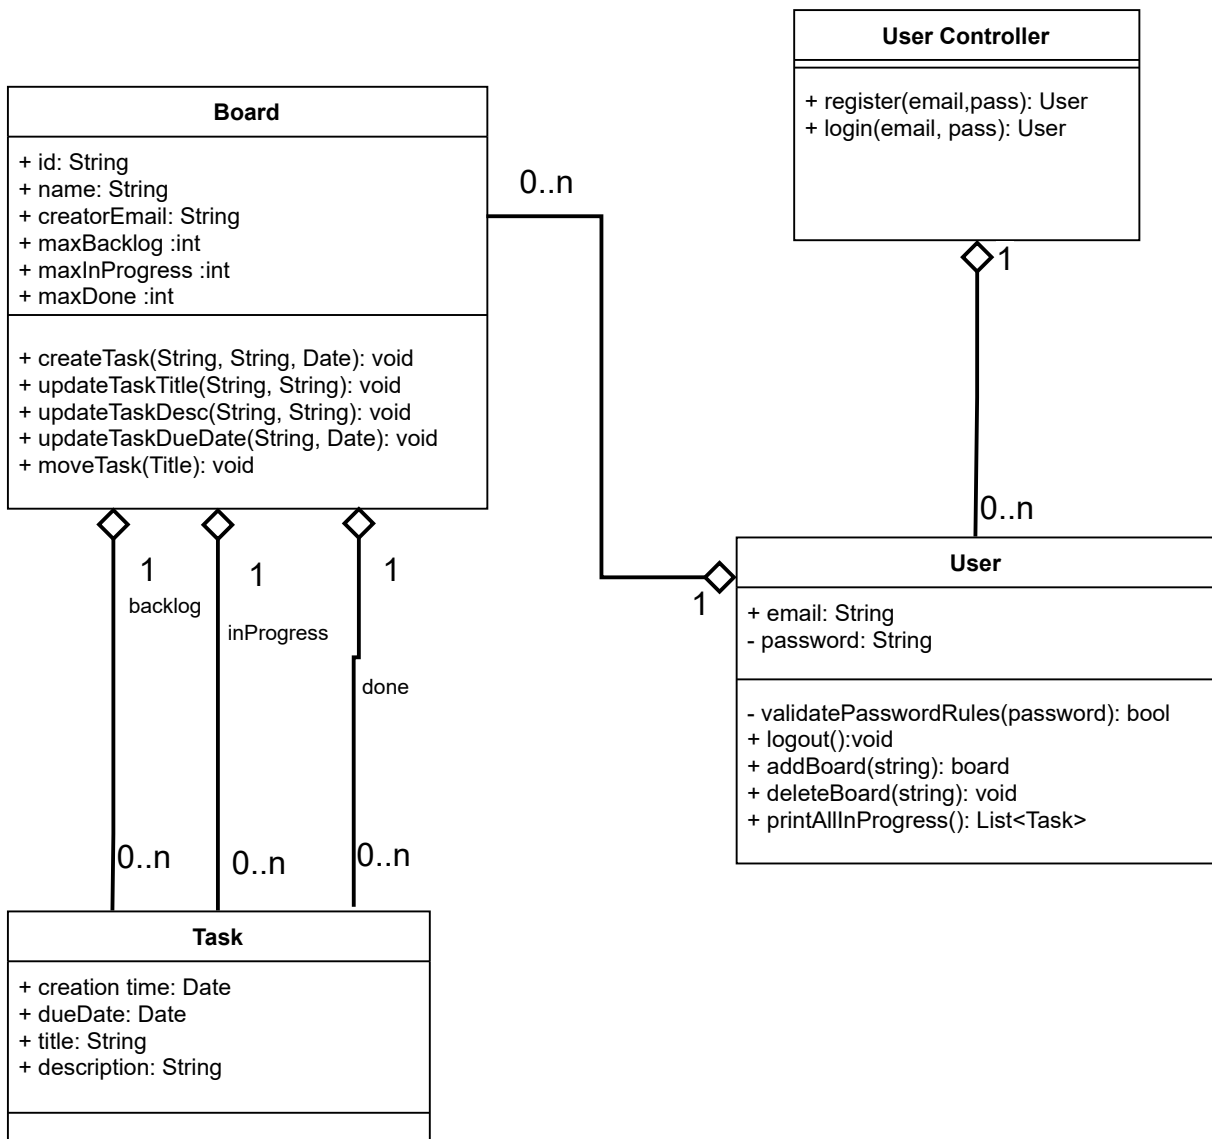 User Controller
+ register(email,pass): User
+ login(email, pass): User
1
0..n
Board
+ id: String
+ name: String
+ creatorEmail: String
+ maxBacklog :int
+ maxInProgress :int
+ maxDone :int
+ createTask(String, String, Date): void
+ updateTaskTitle(String, String): void
+ updateTaskDesc(String, String): void
+ updateTaskDueDate(String, Date): void
+ moveTask(Title): void
0..n
1
User
+ email: String
- password: String
- validatePasswordRules(password): bool
+ logout():void
+ addBoard(string): board
+ deleteBoard(string): void
+ printAllInProgress(): List<Task>
1
backlog
0..n
1
inProgress
0..n
1
done
0..n
Task
+ creation time: Date
+ dueDate: Date
+ title: String
+ description: String